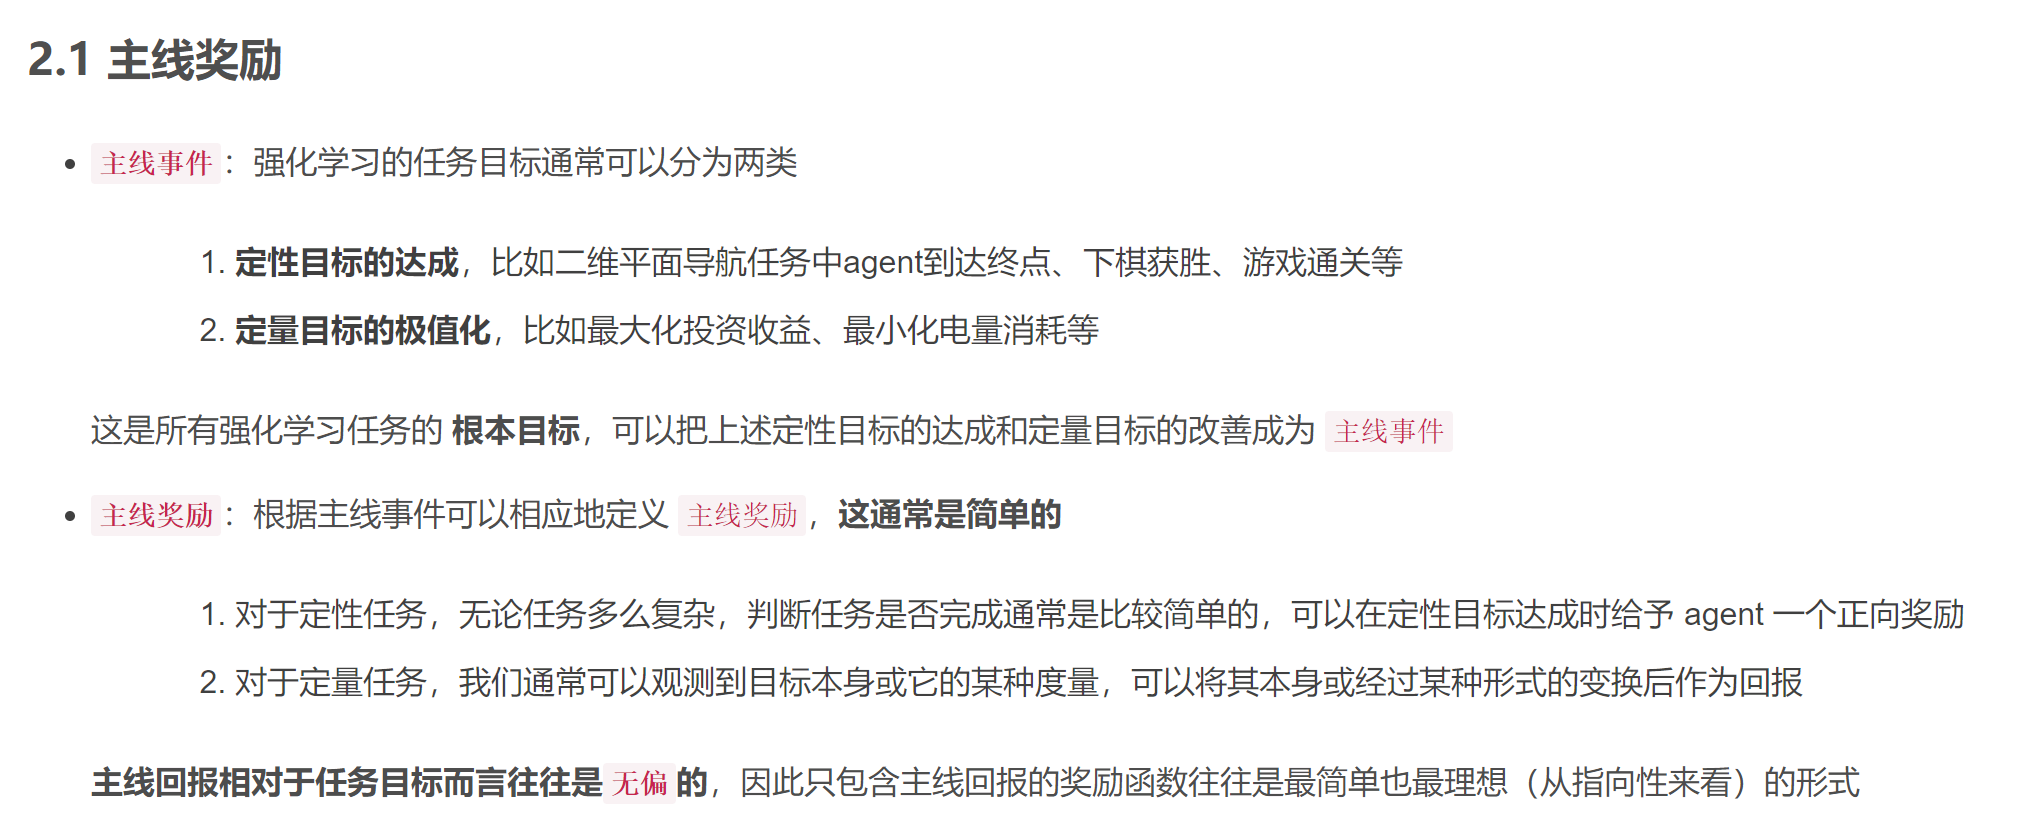 2.1 主线奖励
• 主线事件：强化学习的任务目标通常可以分为两类
1. 定性目标的达成，比如二维平面导航任务中agent到达终点、下棋获胜、游戏通关等
2. 定量目标的极值化，比如最大化投资收益、最小化电量消耗等
这是所有强化学习任务的 根本目标，可以把上述定性目标的达成和定量目标的改善成为 主线事件
• 主线奖励：根据主线事件可以相应地定义 主线奖励，这通常是简单的
1. 对于定性任务，无论任务多么复杂，判断任务是否完成通常是比较简单的，可以在定性目标达成时给予 agent 一个正向奖励
2. 对于定量任务，我们通常可以观测到目标本身或它的某种度量，可以将其本身或经过某种形式的变换后作为回报
主线回报相对于任务目标而言往往是无偏的，因此只包含主线回报的奖励函数往往是最简单也最理想（从指向性来看）的形式